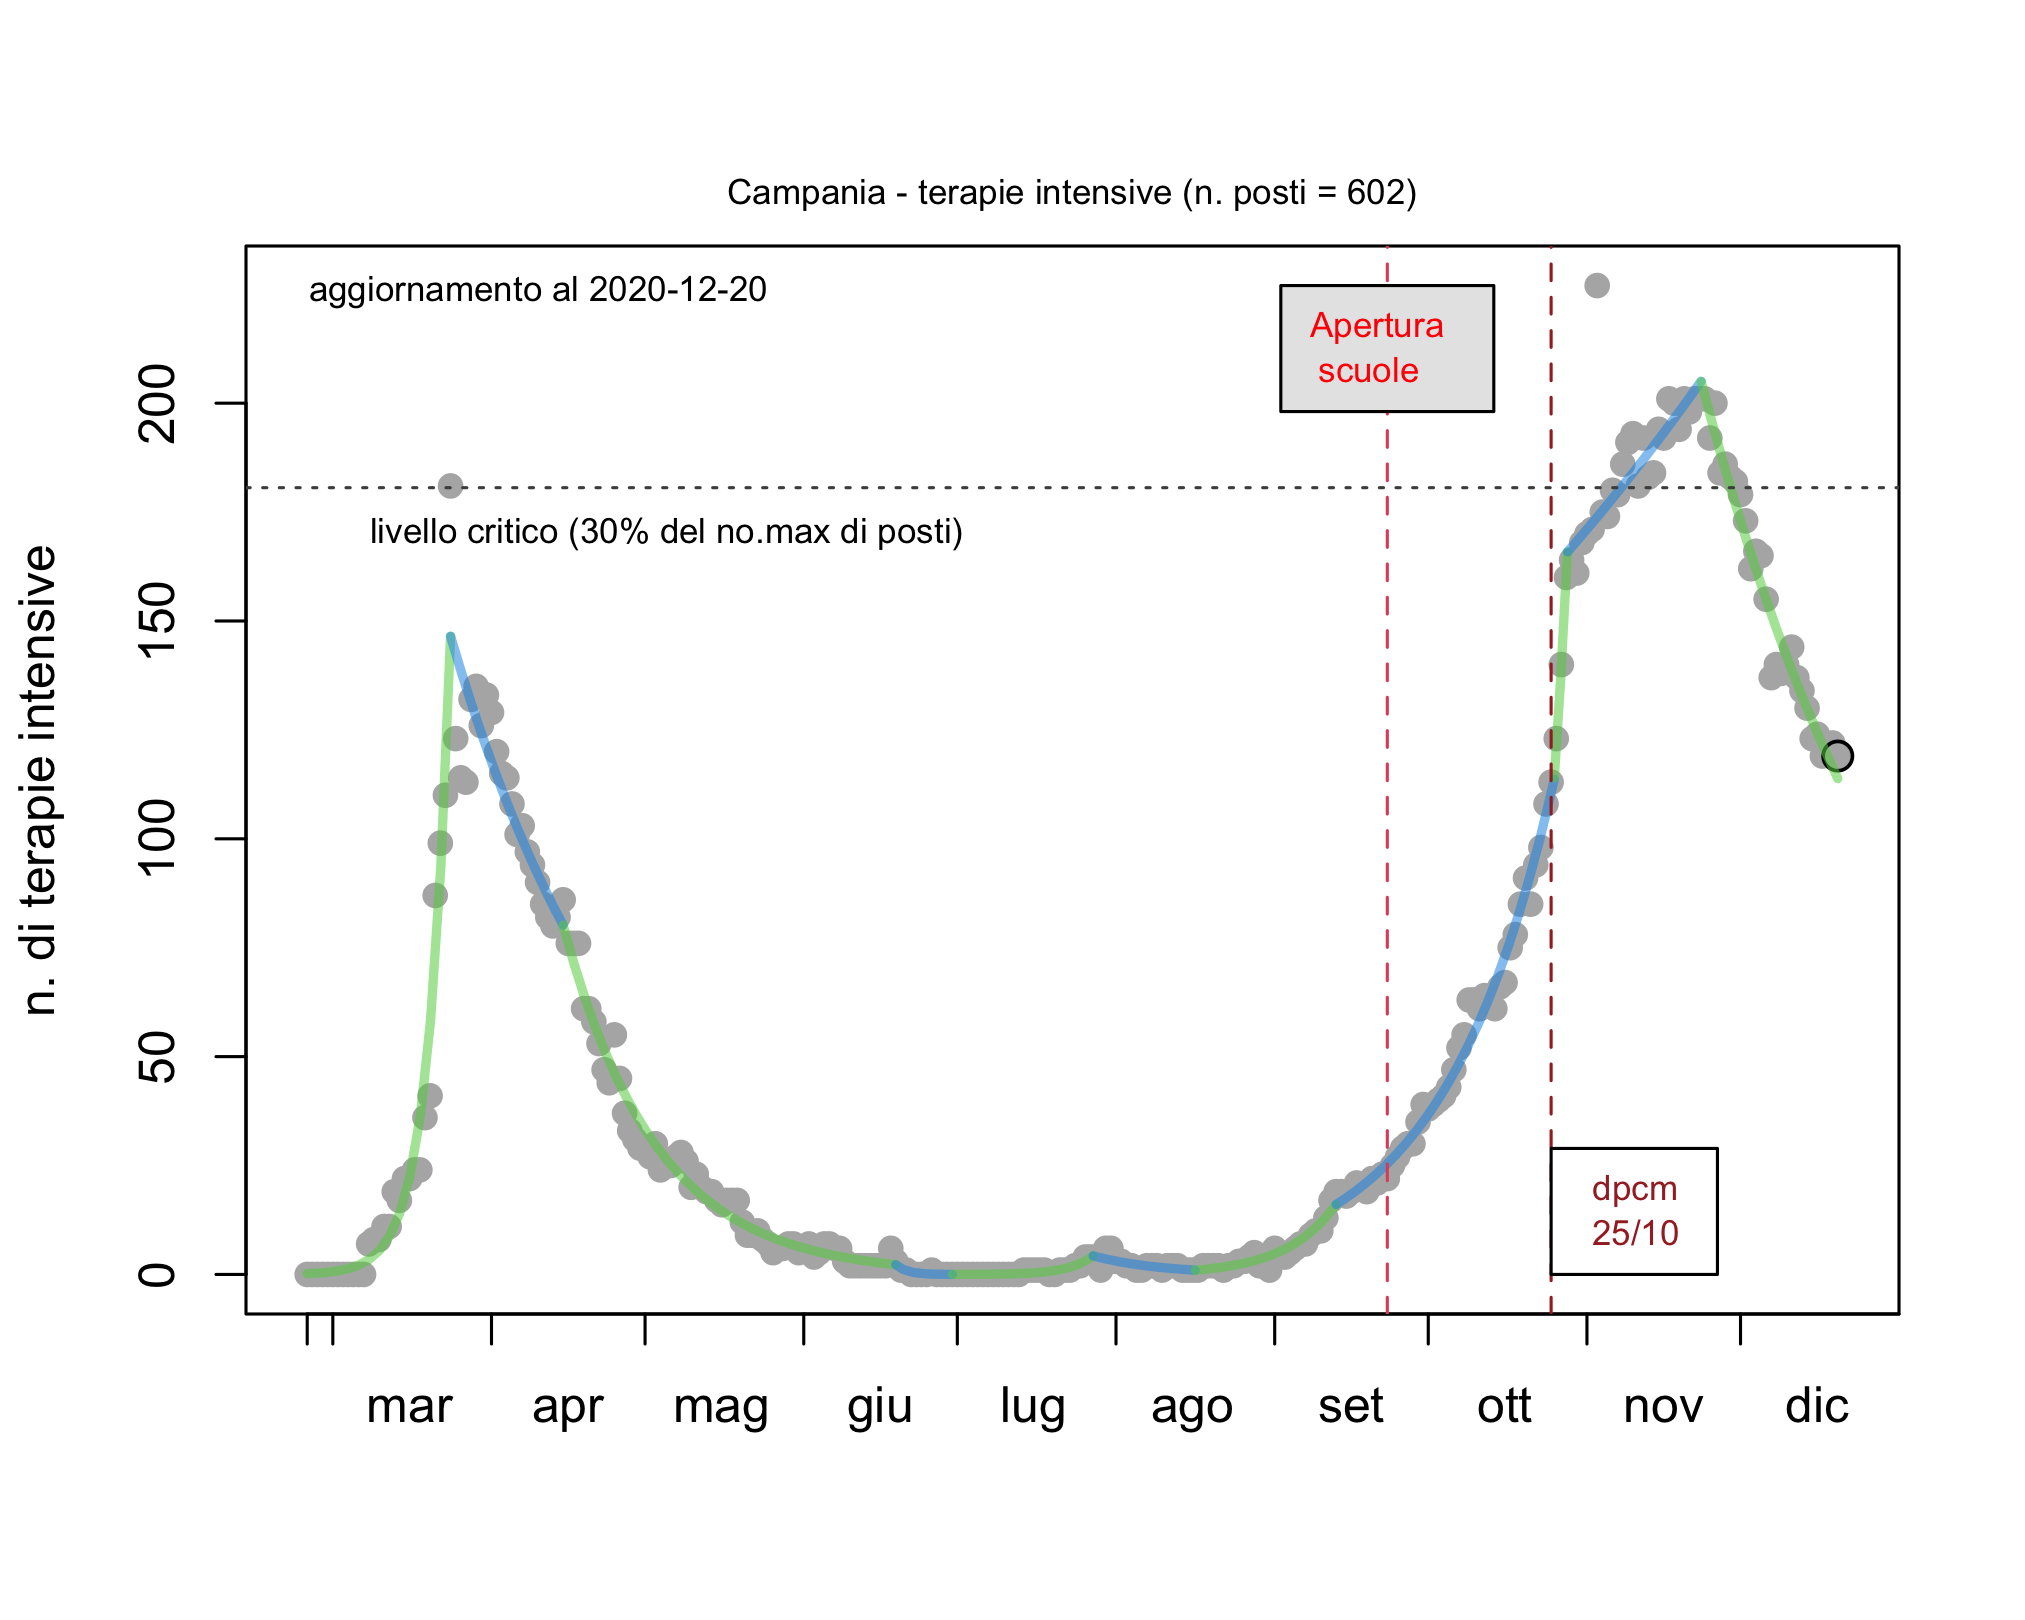 Campania - terapie intensive (n. posti = 602)
aggiornamento al 2020-12-20
Apertura
scuole
livello critico (30% del no.max di posti)
n. di terapie intensive
200
150
100
50
0
dpcm
25/10
mar apr mag giu lug ago set ott nov dic